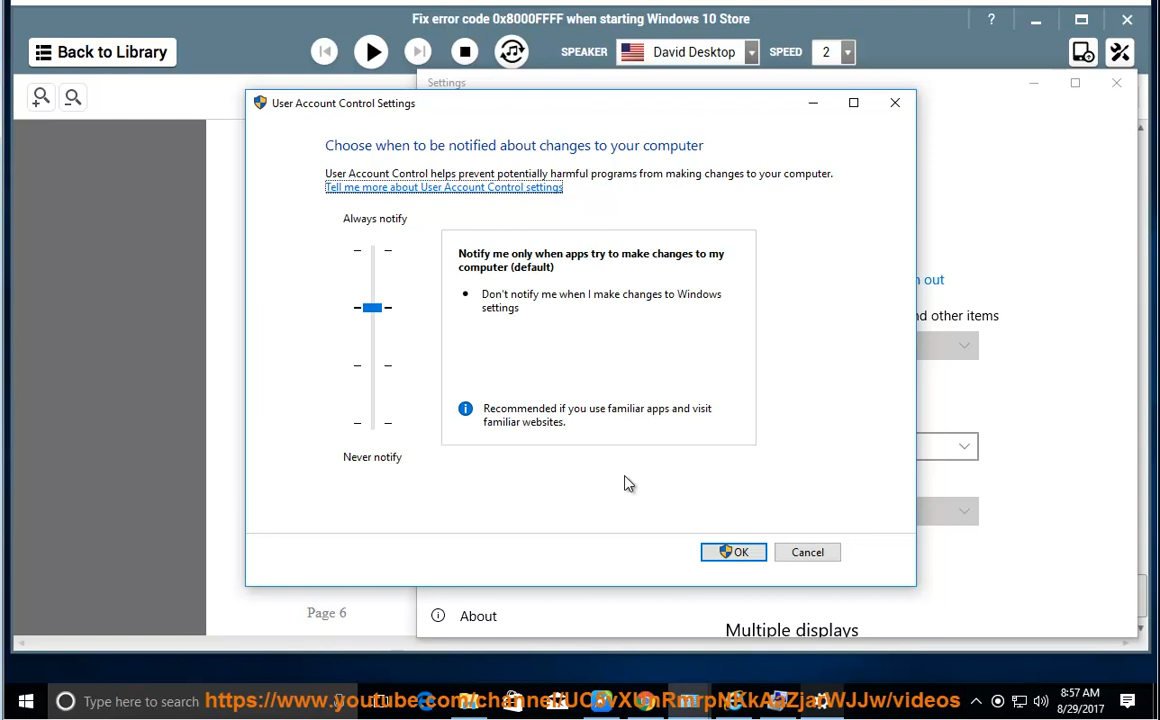 Fix error code 0x8000FFFF when starting Windows 10 Store
?
Back to Library
SPEAKER
David Desktop
SPEED
2
Settings
User Account Control Settings
Choose when to be notified about changes to your computer
User Account Control helps prevent potentially harmful programs from making changes to your computer.
Tell me more about User Account Control settings
Always notify
Notify me only when apps try to make changes to my
computer (default)
• Don't notify me when I make changes to Windows
settings
Recommended if you use familiar apps and visit
familiar websites.
Never notify
out
other items
OK
Cancel
Page 6
About
Multiple displays
Type here to search
8:57 AM
8/29/2017